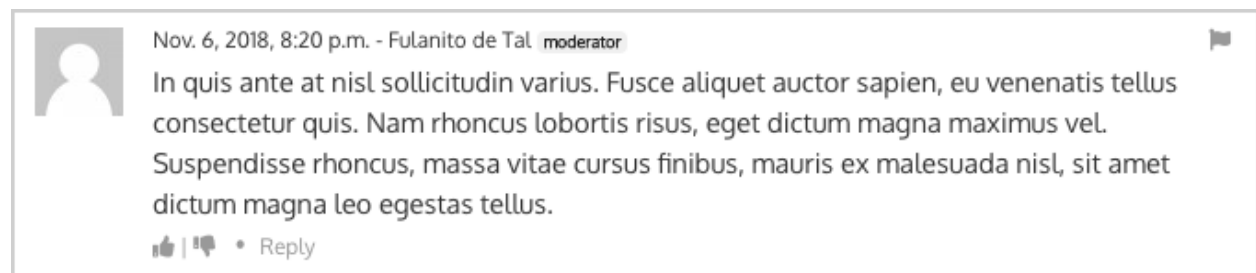 Nov. 6, 2018, 8:20 p.m. - Fulanito de Tal moderator
In quis ante at nisl sollicitudin varius. Fusce aliquet auctor sapien, eu venenatis tellus
consectetur quis. Nam rhoncus lobortis risus, eget dictum magna maximus vel.
Suspendisse rhoncus, massa vitae cursus finibus, mauris ex malesuada nisl, sit amet
dictum magna leo egestas tellus.
| • Reply